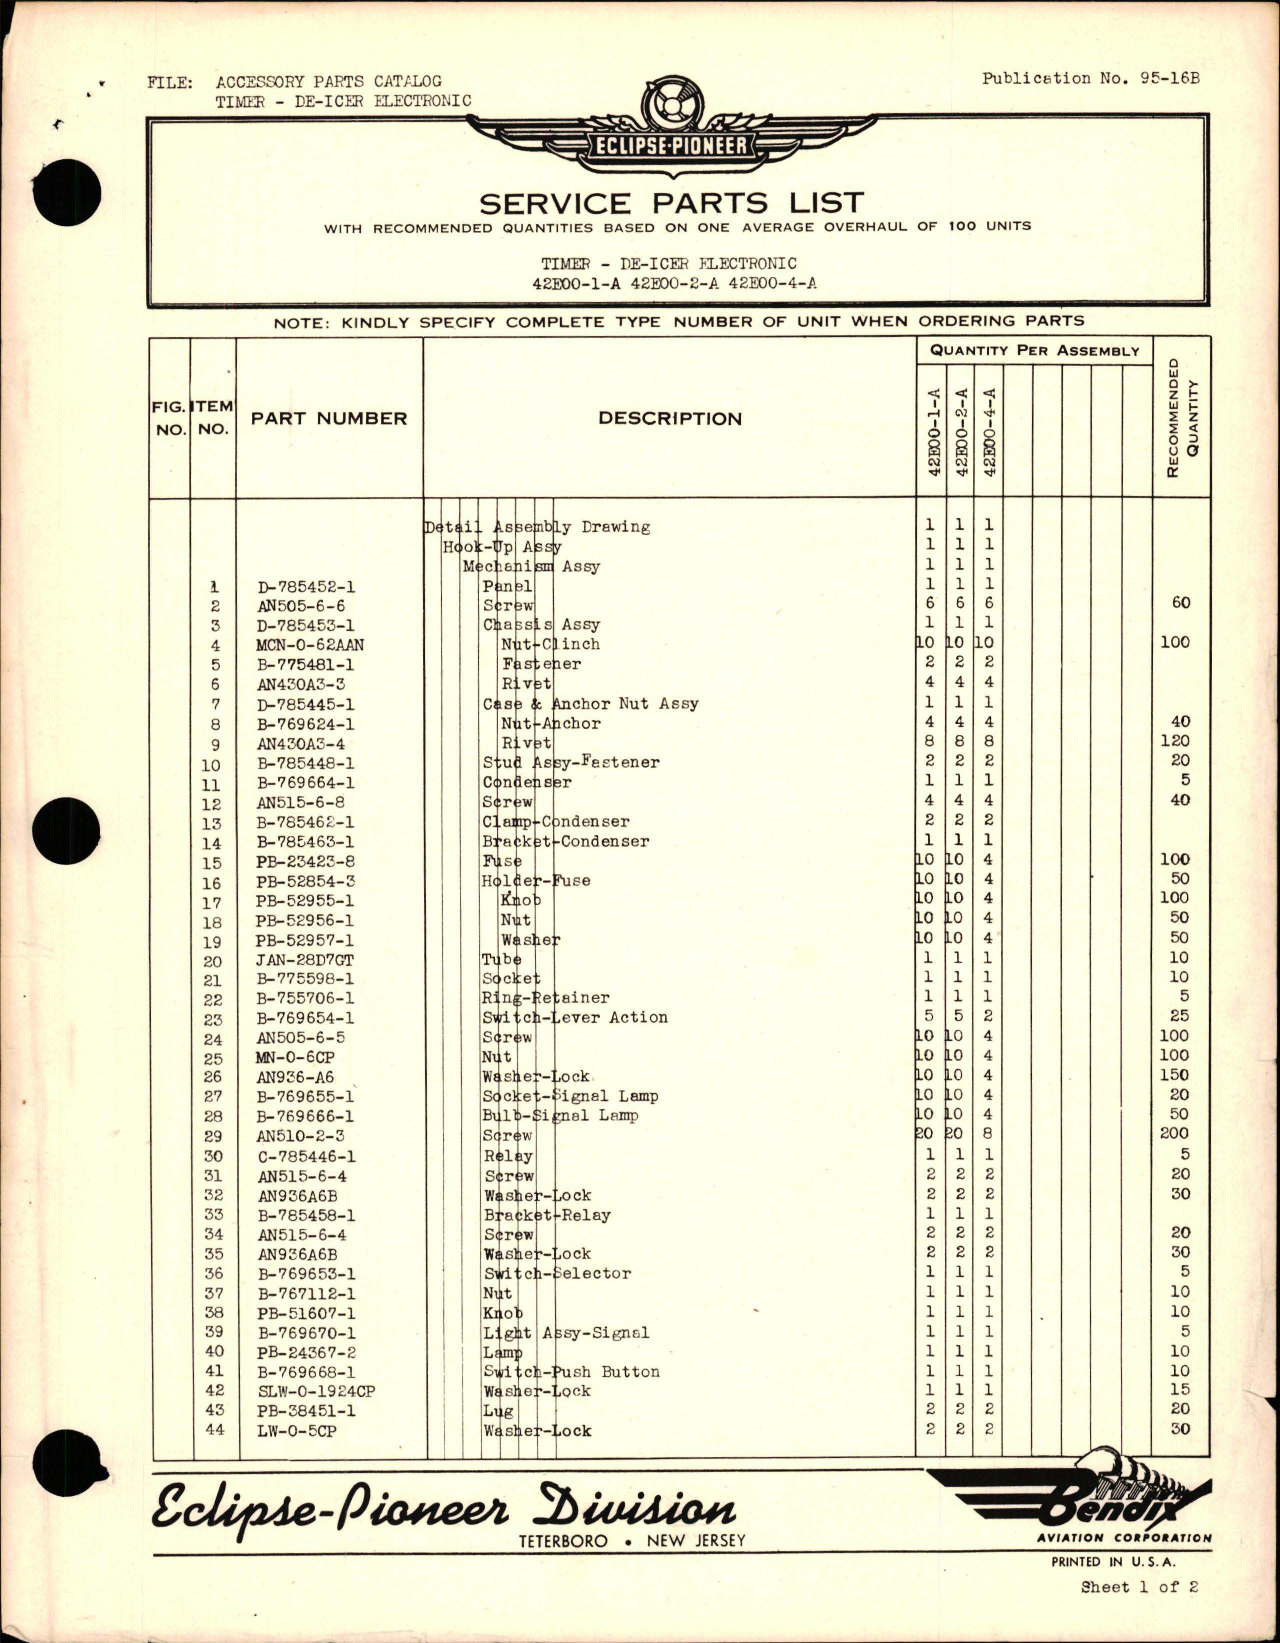 FILE: ACCESSORY PARTS CATALOG
TIMER - DE-ICER ELECTRONIC
Publication No. 95-16B
ECLIPSE-PIONEER
SERVICE PARTS LIST
WITH RECOMMENDED QUANTITIES BASED ON ONE AVERAGE OVERHAUL OF 100 UNITS
TIMER - DE-ICER ELECTRONIC
42E00-1-A 42E00-2-A 42E00-4-A
NOTE: KINDLY SPECIFY COMPLETE TYPE NUMBER OF UNIT WHEN ORDERING PARTS
FIG. NO. ITEM NO. PART NUMBER DESCRIPTION QUANTITY PER ASSEMBLY 42E00-1-A 42E00-2-A 42E00-4-A RECOMMENDED QUANTITY
Detail Assembly Drawing 1 1 1
Hook-Up Assy 1 1 1
Mechanism Assy 1 1 1
1 D-785452-1 Panel 1 1 1
2 AN505-6-6 Screw 6 6 6 60
3 D-785453-1 Chassis Assy 1 1 1
4 MCN-0-62AAN Nut-Clinch 10 10 10 100
5 B-775481-1 Fastener 2 2 2
6 AN430A3-3 Rivet 4 4 4
7 D-785445-1 Case & Anchor Nut Assy 1 1 1
8 B-769624-1 Nut-Anchor 4 4 4 40
9 AN430A3-4 Rivet 8 8 8 120
10 B-785448-1 Stud Assy-Fastener 2 2 2 20
11 B-769664-1 Condenser 1 1 1 5
12 AN515-6-8 Screw 4 4 4 40
13 B-785462-1 Clamp-Condenser 2 2 2
14 B-785463-1 Bracket-Condenser 1 1 1
15 PB-23423-8 Fuse 10 10 4 100
16 PB-52854-3 Holder-Fuse 10 10 4 50
17 PB-52955-1 Knob 10 10 4 100
18 PB-52956-1 Nut 10 10 4 50
19 PB-52957-1 Washer 10 10 4 50
20 JAN-28D7GT Tube 1 1 1 10
21 B-775598-1 Socket 1 1 1 10
22 B-755706-1 Ring-Retainer 1 1 1 5
23 B-769654-1 Switch-Lever Action 5 5 2 25
24 AN505-6-5 Screw 10 10 4 100
25 MN-0-6CP Nut 10 10 4 100
26 AN936-A6 Washer-Lock 10 10 4 150
27 B-769655-1 Socket-Signal Lamp 10 10 4 20
28 B-769666-1 Bulb-Signal Lamp 10 10 4 50
29 AN510-2-3 Screw 20 20 8 200
30 C-785446-1 Relay 1 1 1 5
31 AN515-6-4 Screw 2 2 2 20
32 AN936A6B Washer-Lock 2 2 2 30
33 B-785458-1 Bracket-Relay 1 1 1
34 AN515-6-4 Screw 2 2 2 20
35 AN936A6B Washer-Lock 2 2 2 30
36 B-769653-1 Switch-Selector 1 1 1 5
37 B-767112-1 Nut 1 1 1 10
38 PB-51607-1 Knob 1 1 1 10
39 B-769670-1 Light Assy-Signal 1 1 1 5
40 PB-24367-2 Lamp 1 1 1 10
41 B-769668-1 Switch-Push Button 1 1 1 10
42 SLW-0-1924CP Washer-Lock 1 1 1 15
43 PB-38451-1 Lug 2 2 2 20
44 LW-0-5CP Washer-Lock 2 2 2 30
Eclipse-Pioneer Division
TETERBORO • NEW JERSEY
Bendix
AVIATION CORPORATION
PRINTED IN U.S.A.
Sheet 1 of 2